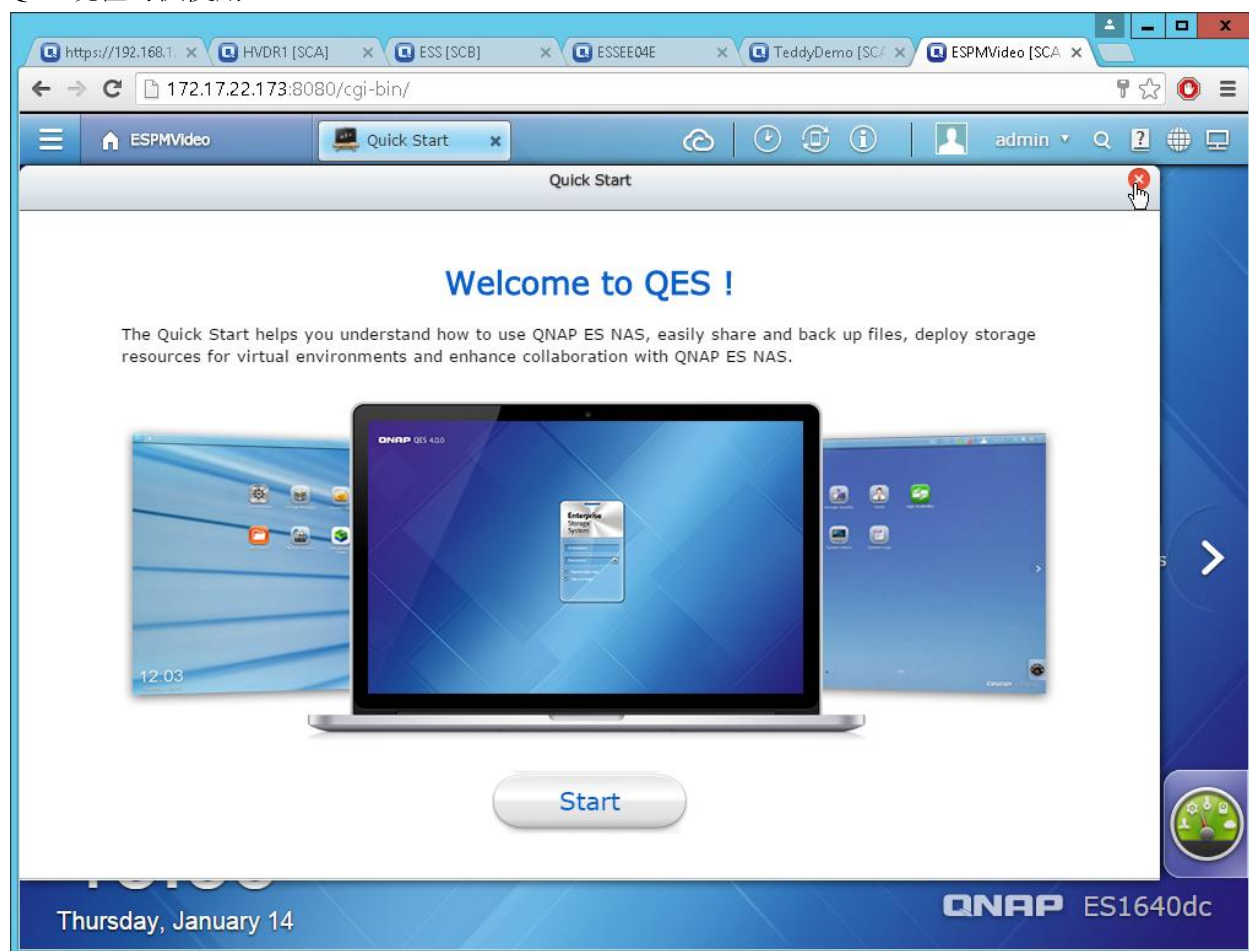 https://192.168.1.
HVDR1 [SCA]
ESS [SCB]
ESSEE04E
TeddyDemo [SCA
ESPMVideo [SCA
172.17.22.173:8080/cgi-bin/
ESPMVideo
Quick Start
admin
Quick Start
Welcome to QES !
The Quick Start helps you understand how to use QNAP ES NAS, easily share and back up files, deploy storage
resources for virtual environments and enhance collaboration with QNAP ES NAS.
QNAP QES 4.0.0
Enterprise
Storage
System
12:03
Start
Thursday, January 14
QNAP ES1640dc